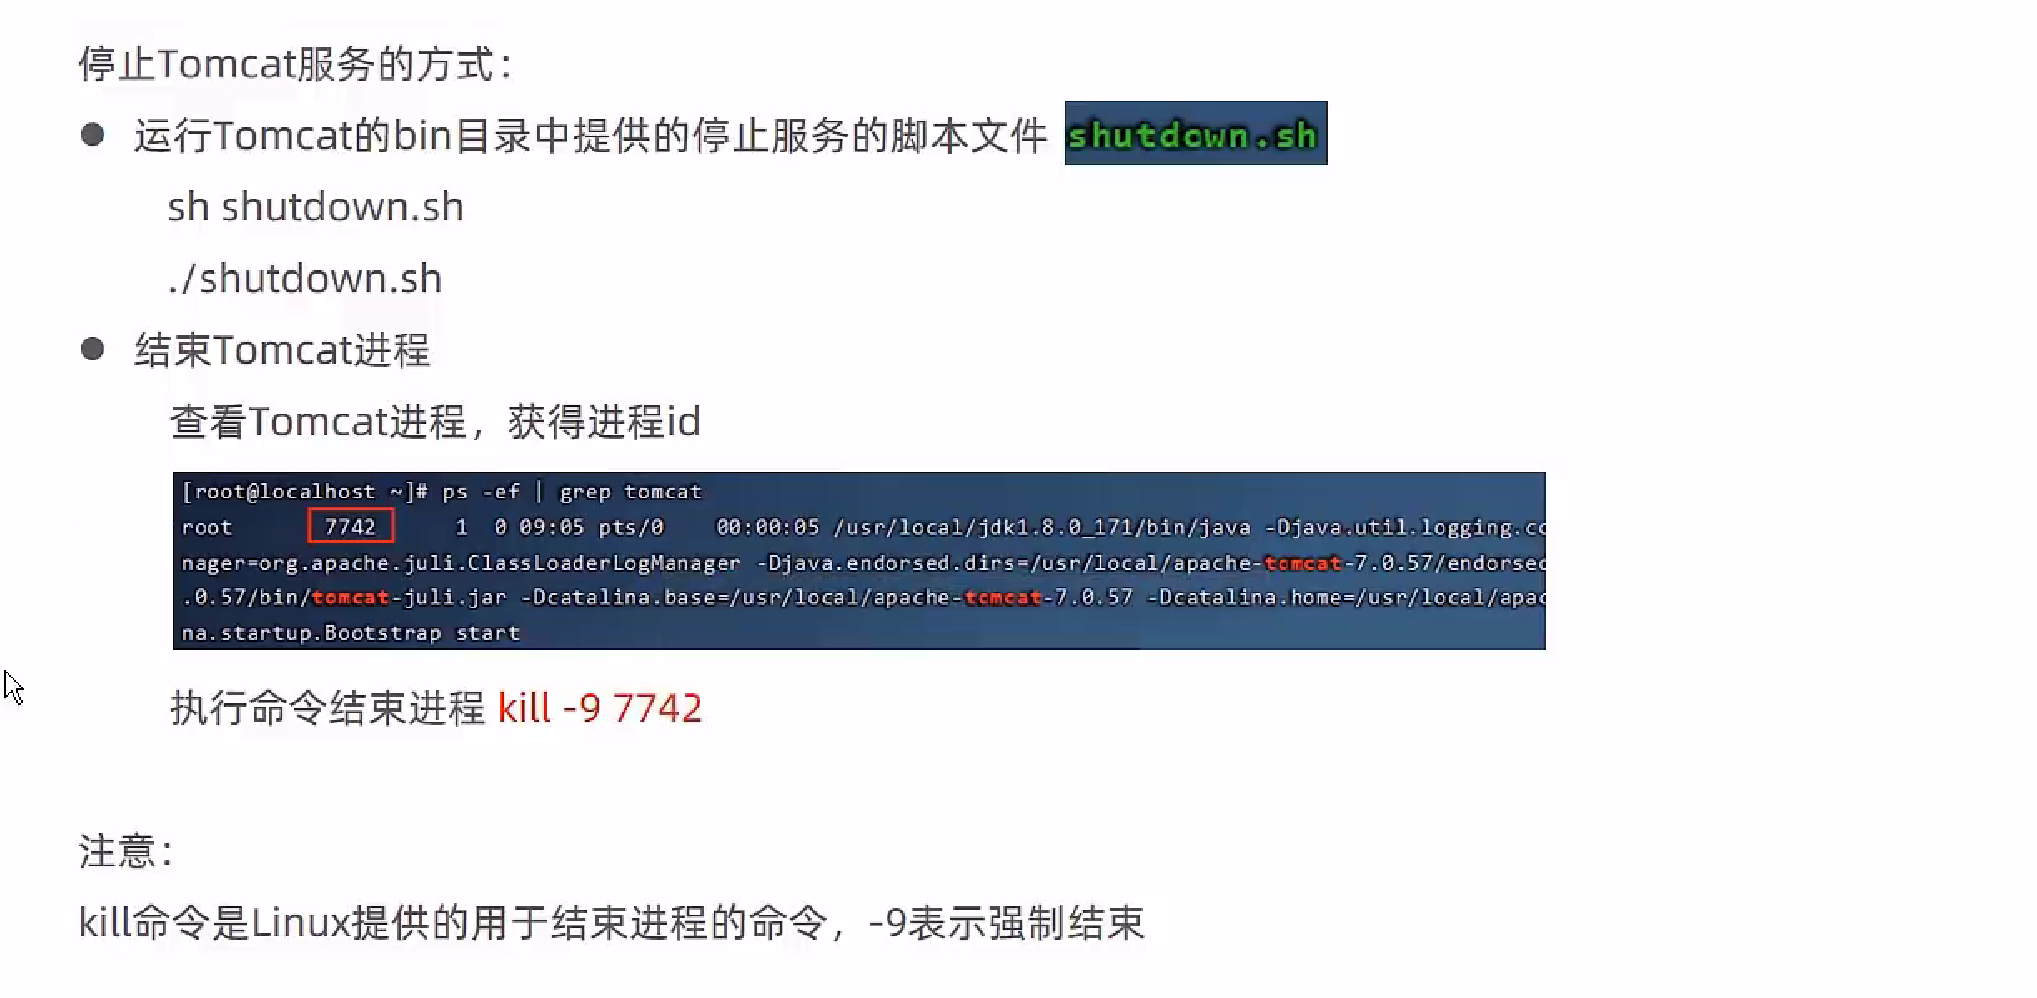 停止Tomcat服务的方式：
运行Tomcat的bin目录中提供的停止服务的脚本文件 shutdown.sh
sh shutdown.sh
./shutdown.sh
结束Tomcat进程
查看Tomcat进程，获得进程id
[root@localhost ~]# ps -ef | grep tomcat
root 7742 1 0 09:05 pts/0 00:00:05 /usr/local/jdk1.8.0_171/bin/java -Djava.util.logging.co
nager=org.apache.juli.ClassLoaderLogManager -Djava.endorsed.dirs=/usr/local/apache-tomcat-7.0.57/endorsed
.0.57/bin/tomcat-juli.jar -Dcatalina.base=/usr/local/apache-tomcat-7.0.57 -Dcatalina.home=/usr/local/apac
na.startup.Bootstrap start
执行命令结束进程 kill -9 7742
注意：
kill命令是Linux提供的用于结束进程的命令，-9表示强制结束